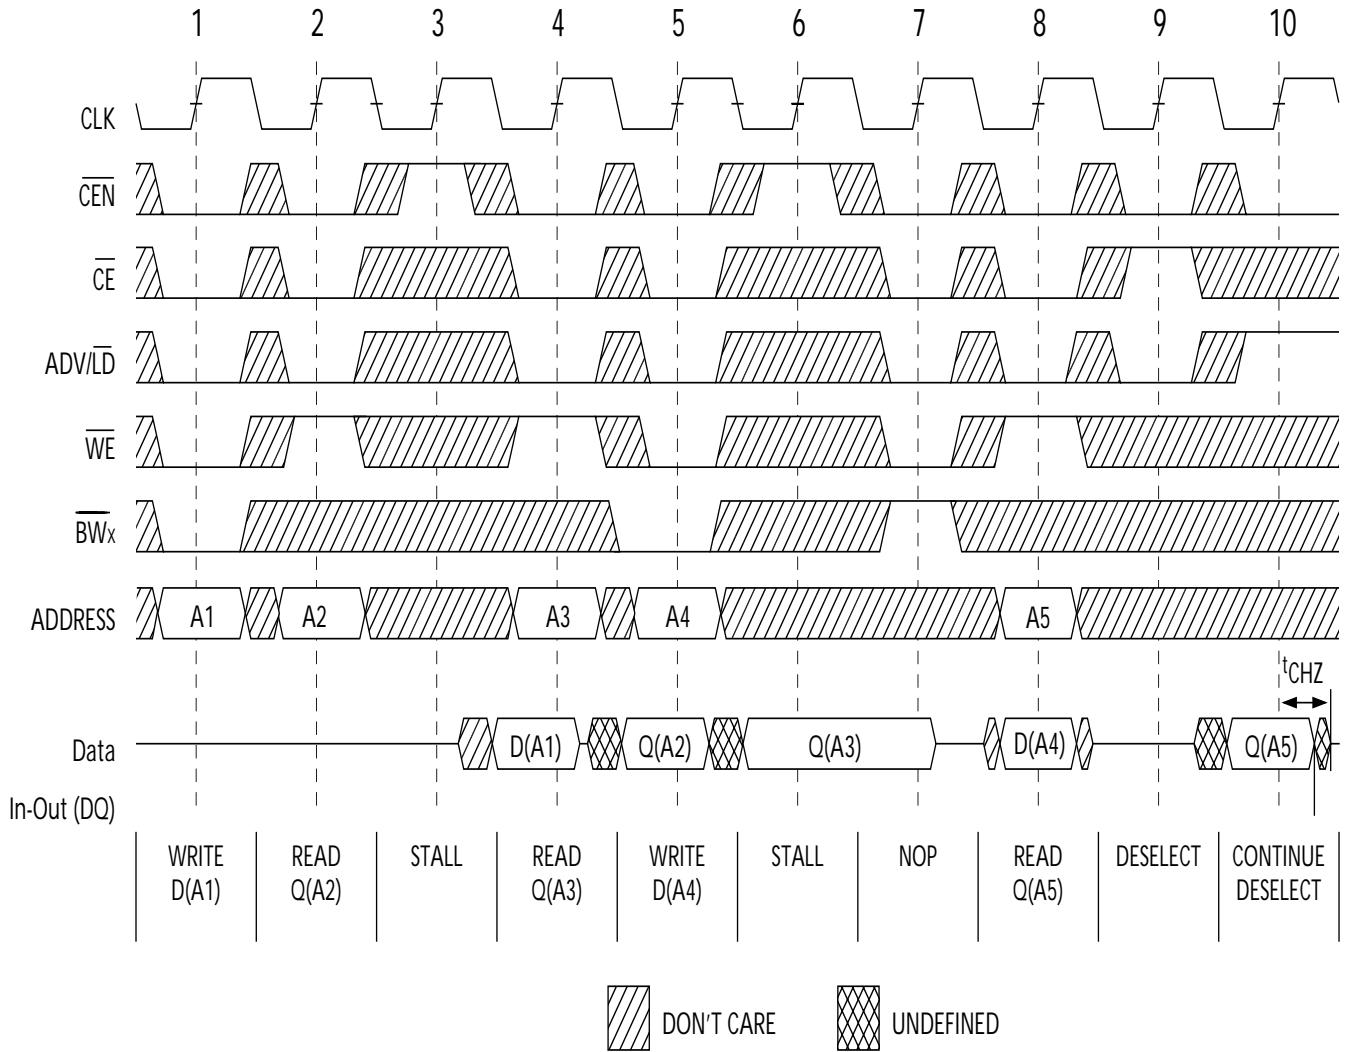 1 2 3 4 5 6 7 8 9 10
CLK
CEN
CE
ADV/LD
WE
BWx
ADDRESS A1 A2 A3 A4 A5
tCHZ
Data D(A1) Q(A2) Q(A3) D(A4) Q(A5)
In-Out (DQ)
WRITE READ STALL READ WRITE STALL NOP READ DESELECT CONTINUE
D(A1) Q(A2) Q(A3) D(A4) Q(A5) DESELECT
DON'T CARE UNDEFINED